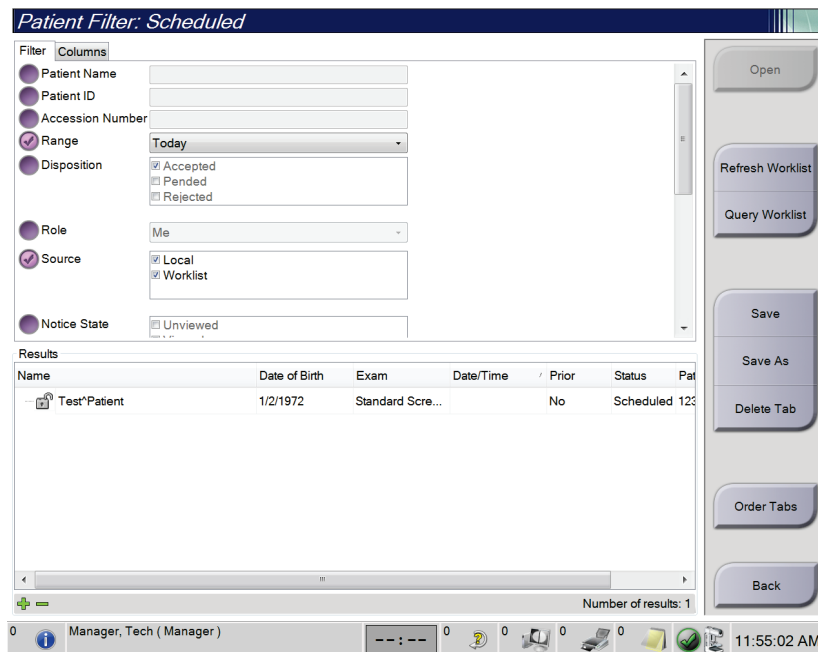 Patient Filter: Scheduled
Filter Columns
Patient Name
Patient ID
Accession Number
Range Today
Disposition Accepted
Pended
Rejected
Role Me
Source Local
Worklist
Notice State Unviewed
Open
Refresh Worklist
Query Worklist
Save
Save As
Delete Tab
Order Tabs
Back
Results
Name Date of Birth Exam Date/Time Prior Status Pat
Test^Patient 1/2/1972 Standard Scre... No Scheduled 123
Number of results: 1
0 Manager, Tech ( Manager ) --:-- 0 0 0 0 11:55:02 AM